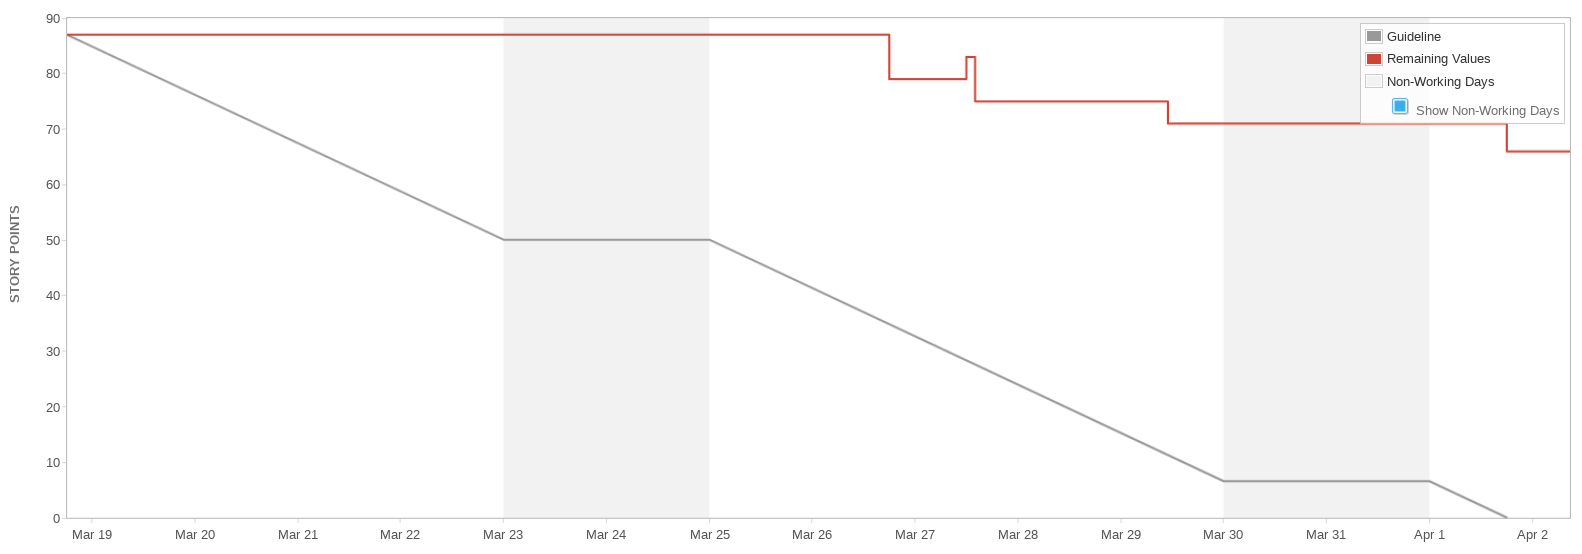 90
80
70
60
50
40
30
20
10
0
STORY POINTS
Guideline
Remaining Values
Non-Working Days
Show Non-Working Days
Mar 19 Mar 20 Mar 21 Mar 22 Mar 23 Mar 24 Mar 25 Mar 26 Mar 27 Mar 28 Mar 29 Mar 30 Mar 31 Apr 1 Apr 2